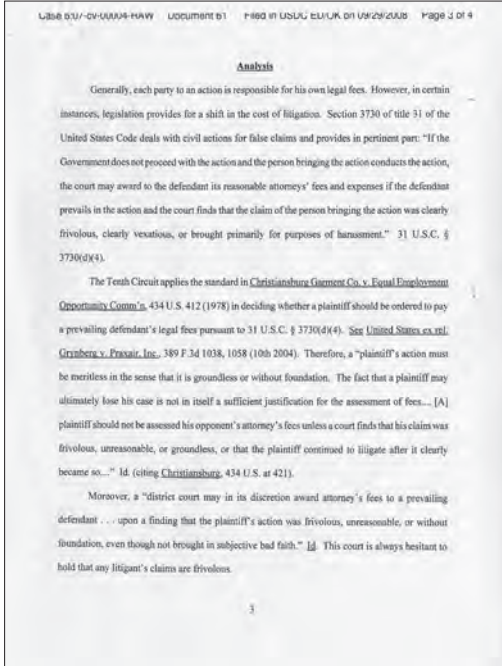 Case 6:07-cv-00004-RAW Document 61 Filed in USDC ED/OK on 09/29/2008 Page 3 of 4
Analysis
Generally, each party to an action is responsible for his own legal fees. However, in certain
instances, legislation provides for a shift in the cost of litigation. Section 3730 of title 31 of the
United States Code deals with civil actions for false claims and provides in pertinent part: “If the
Government does not proceed with the action and the person bringing the action conducts the action,
the court may award to the defendant its reasonable attorneys’ fees and expenses if the defendant
prevails in the action and the court finds that the claim of the person bringing the action was clearly
frivolous, clearly vexatious, or brought primarily for purposes of harassment.” 31 U.S.C. §
3730(d)(4).
The Tenth Circuit applies the standard in Christiansburg Garment Co. v. Equal Employment
Opportunity Comm’n, 434 U.S. 412 (1978) in deciding whether a plaintiff should be ordered to pay
a prevailing defendant’s legal fees pursuant to 31 U.S.C. § 3730(d)(4). See United States ex rel.
Grynberg v. Praxair, Inc., 389 F.3d 1038, 1058 (10th 2004). Therefore, a “plaintiff’s action must
be meritless in the sense that it is groundless or without foundation. The fact that a plaintiff may
ultimately lose his case is not in itself a sufficient justification for the assessment of fees.... [A]
plaintiff should not be assessed his opponent’s attorney’s fees unless a court finds that his claim was
frivolous, unreasonable, or groundless, or that the plaintiff continued to litigate after it clearly
became so....” Id. (citing Christiansburg, 434 U.S. at 421).
Moreover, a “district court may in its discretion award attorney’s fees to a prevailing
defendant . . . upon a finding that the plaintiff’s action was frivolous, unreasonable, or without
foundation, even though not brought in subjective bad faith.” Id. This court is always hesitant to
hold that any litigant’s claims are frivolous.
3